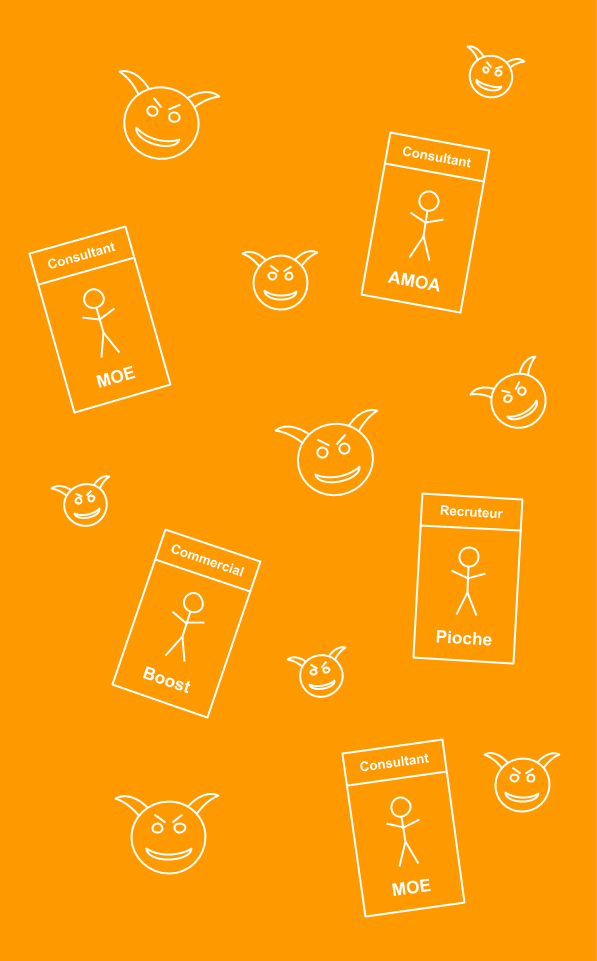 Consultant
AMOA
Consultant
MOE
Recruteur
Pioche
Commercial
Boost
Consultant
MOE